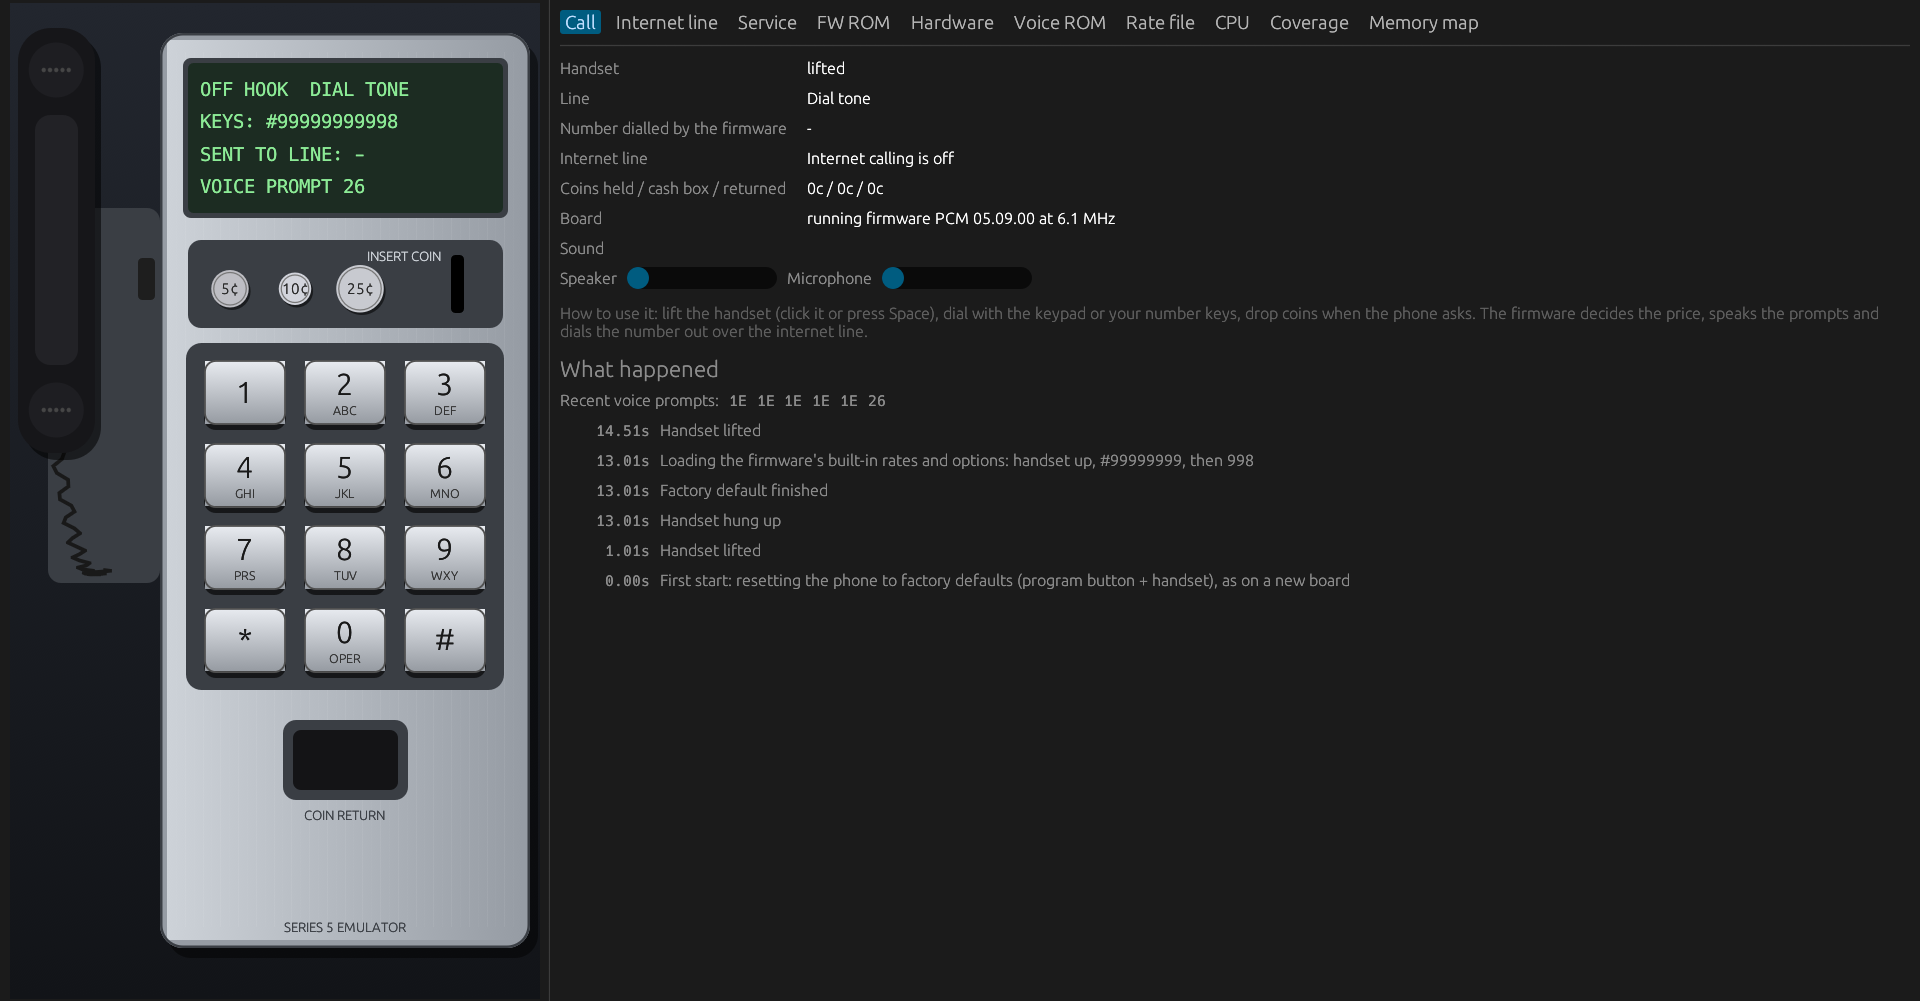 OFF HOOK  DIAL TONE
KEYS: #99999999998
SENT TO LINE: -
VOICE PROMPT 26
INSERT COIN
5¢ 10¢ 25¢
1
2 ABC
3 DEF
4 GHI
5 JKL
6 MNO
7 PRS
8 TUV
9 WXY
*
0 OPER
#
COIN RETURN
SERIES 5 EMULATOR
Call Internet line Service FW ROM Hardware Voice ROM Rate file CPU Coverage Memory map
Handset lifted
Line Dial tone
Number dialled by the firmware -
Internet line Internet calling is off
Coins held / cash box / returned 0c / 0c / 0c
Board running firmware PCM 05.09.00 at 6.1 MHz
Sound
Speaker Microphone
How to use it: lift the handset (click it or press Space), dial with the keypad or your number keys, drop coins when the phone asks. The firmware decides the price, speaks the prompts and
dials the number out over the internet line.
What happened
Recent voice prompts: 1E 1E 1E 1E 1E 26
14.51s Handset lifted
13.01s Loading the firmware's built-in rates and options: handset up, #99999999, then 998
13.01s Factory default finished
13.01s Handset hung up
1.01s Handset lifted
0.00s First start: resetting the phone to factory defaults (program button + handset), as on a new board